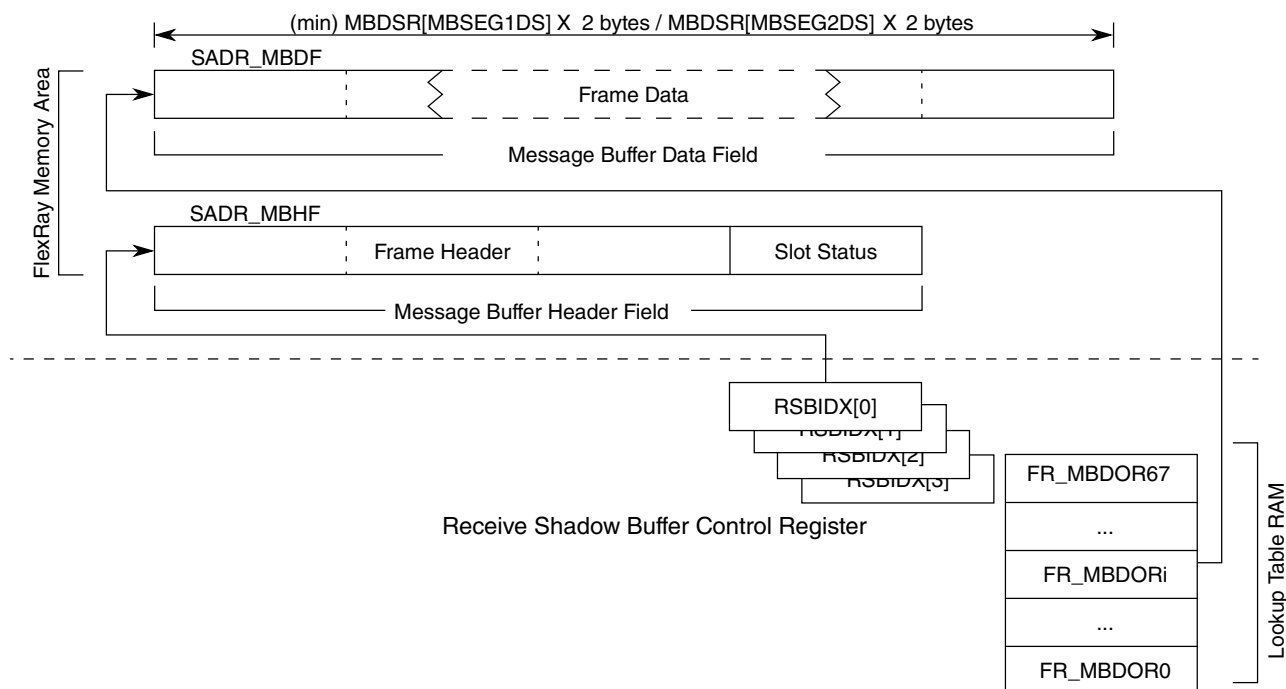 (min) MBDSR[MBSEG1DS] X 2 bytes / MBDSR[MBSEG2DS] X 2 bytes
SADR_MBDF
Frame Data
Message Buffer Data Field
FlexRay Memory Area
SADR_MBHF
Frame Header
Slot Status
Message Buffer Header Field
RSBIDX[0]
RSBIDX[1]
RSBIDX[2]
RSBIDX[3]
Receive Shadow Buffer Control Register
FR_MBDOR67
...
FR_MBDORi
...
FR_MBDOR0
Lookup Table RAM